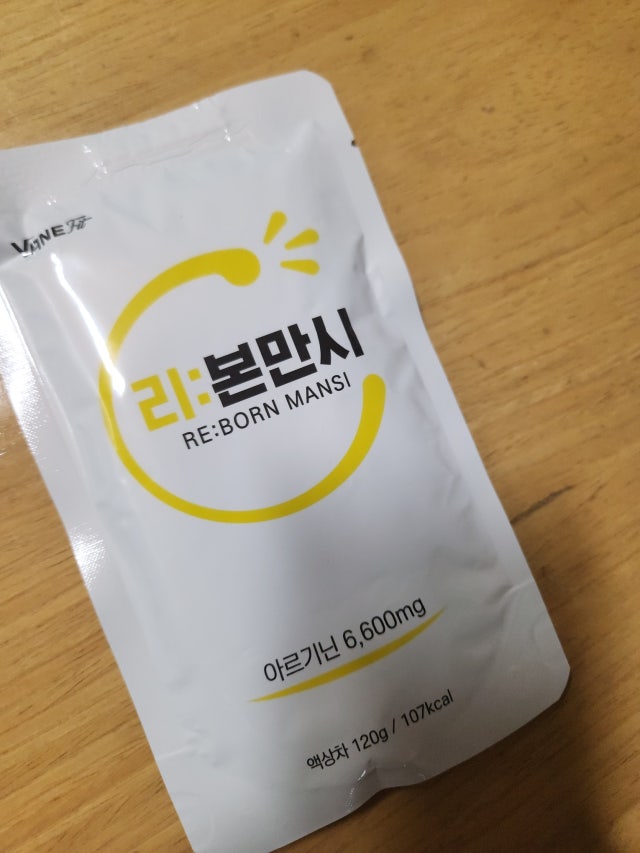 VINE Fit
리:본만시
RE:BORN MANSI
아르기닌 6,600mg
액상차 120g / 107kcal